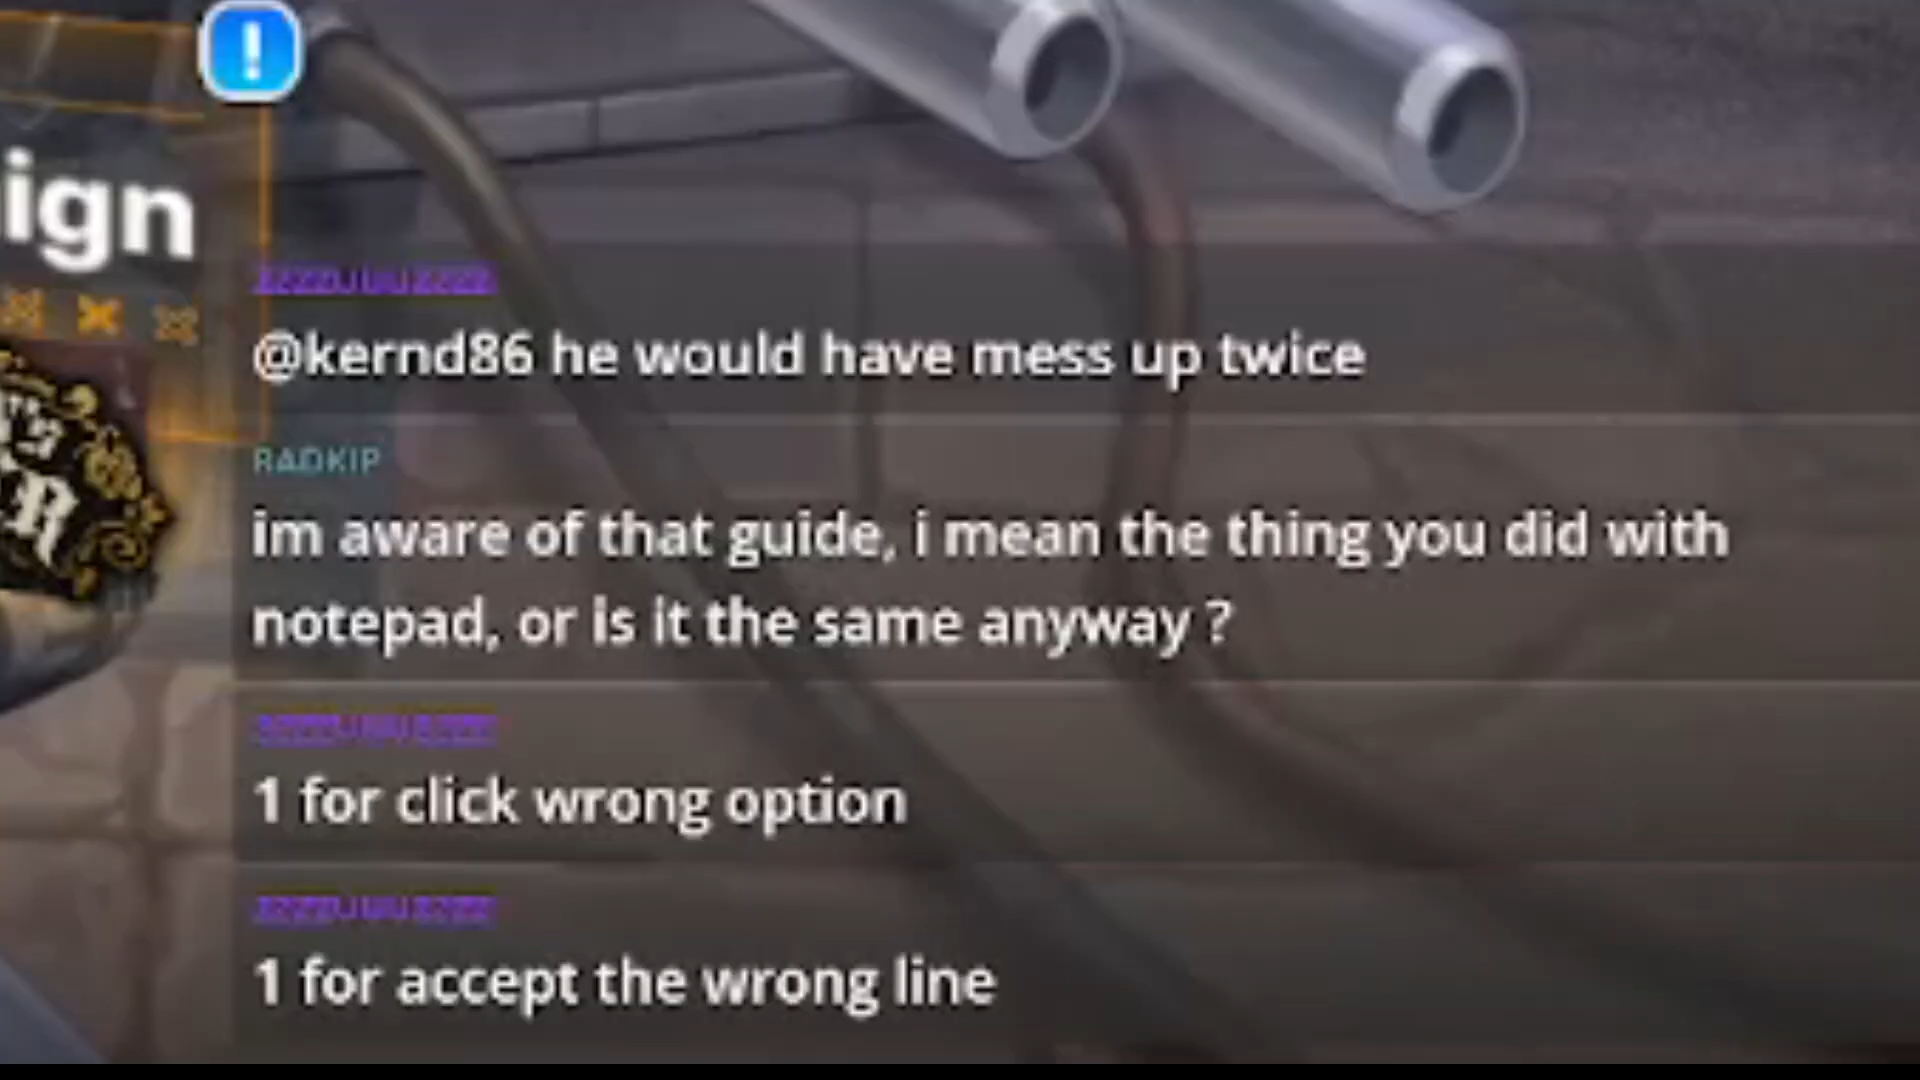 ign
@kernd86 he would have mess up twice
RADKIP
im aware of that guide, i mean the thing you did with
notepad, or is it the same anyway ?
1 for click wrong option
1 for accept the wrong line